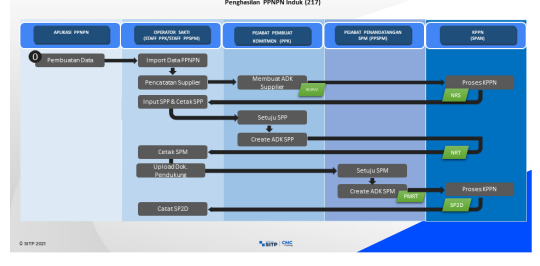 Penghasilan PPNPN Induk (217)
APLIKASI PPNPN
OPERATOR SAKTI
(STAFF PPK/STAFF PPSPM)
PEJABAT PEMBUAT
KOMITMEN (PPK)
PEJABAT PENANDATANGAN
SPM (PPSPM)
KPPN
(SPAN)
0
Pembuatan Data
Import Data PPNPN
Pencatatan Supplier
Membuat ADK
Supplier
Proses KPPN
NRS
Input SPP & Cetak SPP
Setuju SPP
Create ADK SPP
Cetak SPM
NRT
Upload Dok.
Pendukung
Setuju SPM
Create ADK SPM
PMRT
Proses KPPN
Catat SP2D
SP2D
© SITP 2021
SITP
CMC